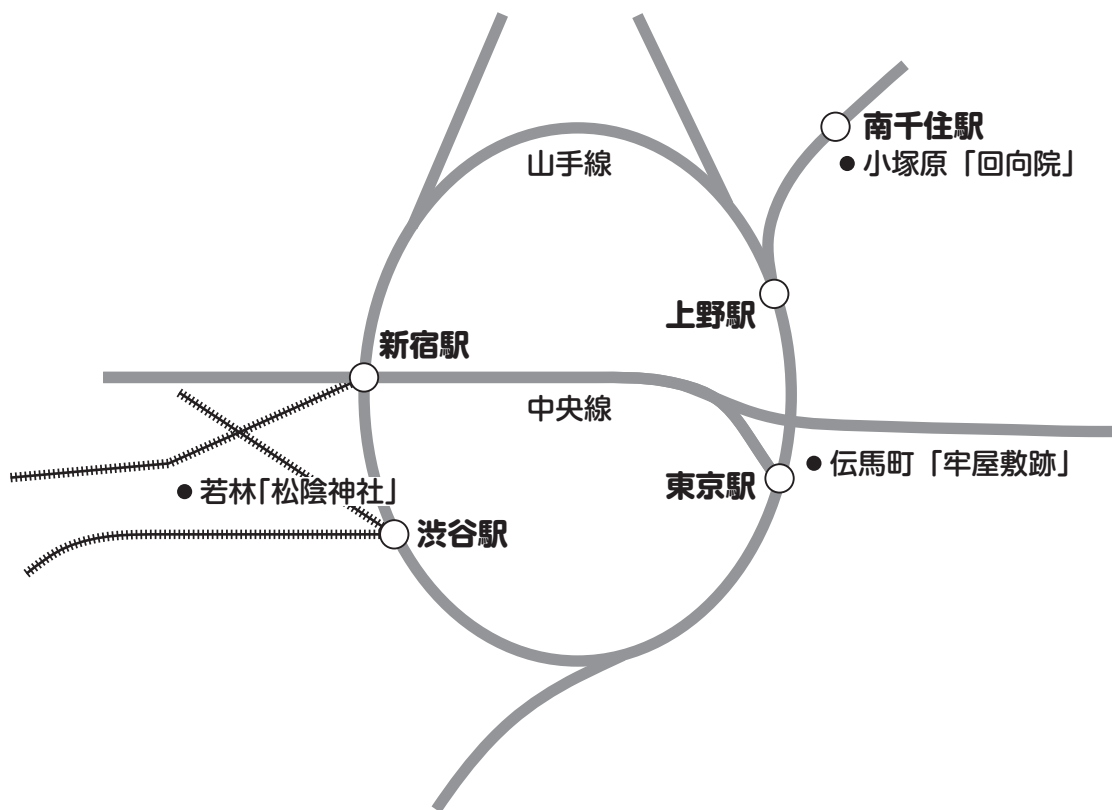 南千住駅
小塚原「回向院」
山手線
上野駅
新宿駅
中央線
伝馬町「牢屋敷跡」
東京駅
若林「松陰神社」
渋谷駅